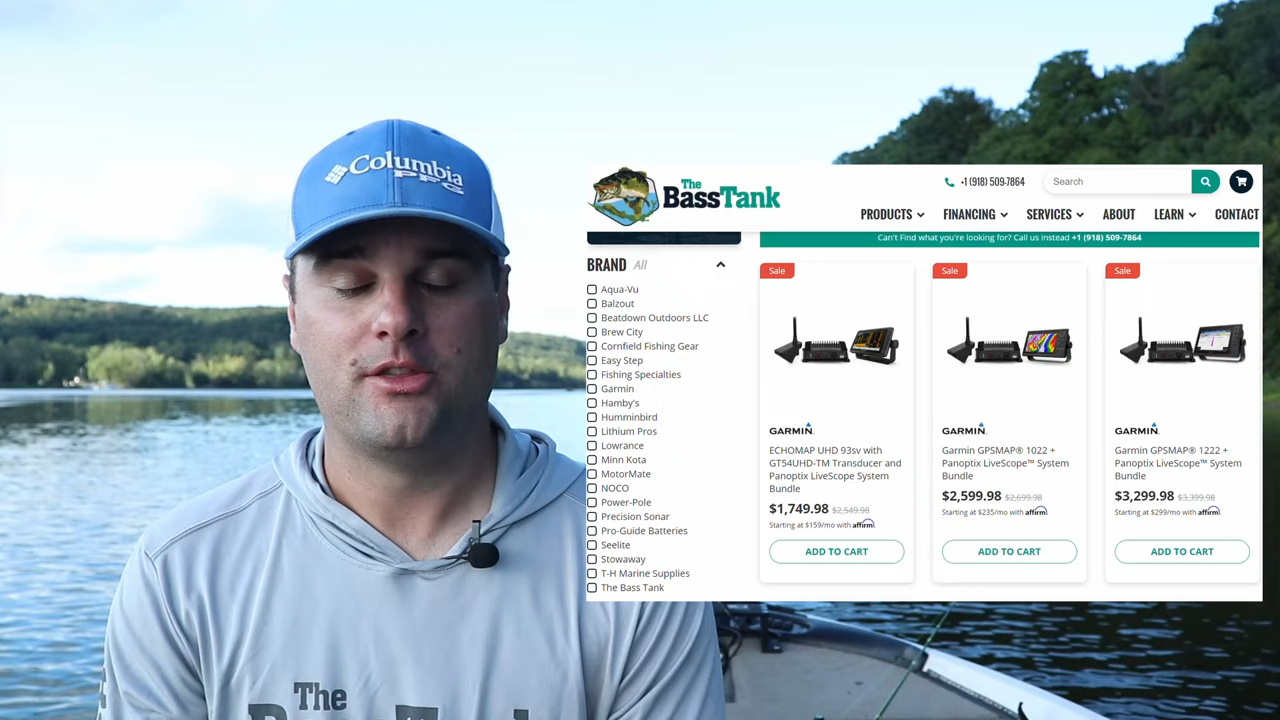 Columbia
PFG
The
BassTank
+1 (918) 509-7864
Search
PRODUCTS
FINANCING
SERVICES
ABOUT
LEARN
CONTACT
Can't Find what you're looking for? Call us instead +1 (918) 509-7864
BRAND All
Aqua-Vu
Balzout
Beatdown Outdoors LLC
Brew City
Cornfield Fishing Gear
Easy Step
Fishing Specialties
Garmin
Hamby's
Humminbird
Lithium Pros
Lowrance
Minn Kota
MotorMate
NOCO
Power-Pole
Precision Sonar
Pro-Guide Batteries
Seelite
Stowaway
T-H Marine Supplies
The Bass Tank
Sale
GARMIN
ECHOMAP UHD 93sv with
GT54UHD-TM Transducer and
Panoptix LiveScope System
Bundle
$1,749.98 $2,549.98
Starting at $159/mo with affirm
ADD TO CART
Sale
GARMIN
Garmin GPSMAP® 1022 +
Panoptix LiveScope™ System
Bundle
$2,599.98 $2,699.98
Starting at $235/mo with affirm
ADD TO CART
Sale
GARMIN
Garmin GPSMAP® 1222 +
Panoptix LiveScope™ System
Bundle
$3,299.98 $3,399.98
Starting at $299/mo with affirm
ADD TO CART
The